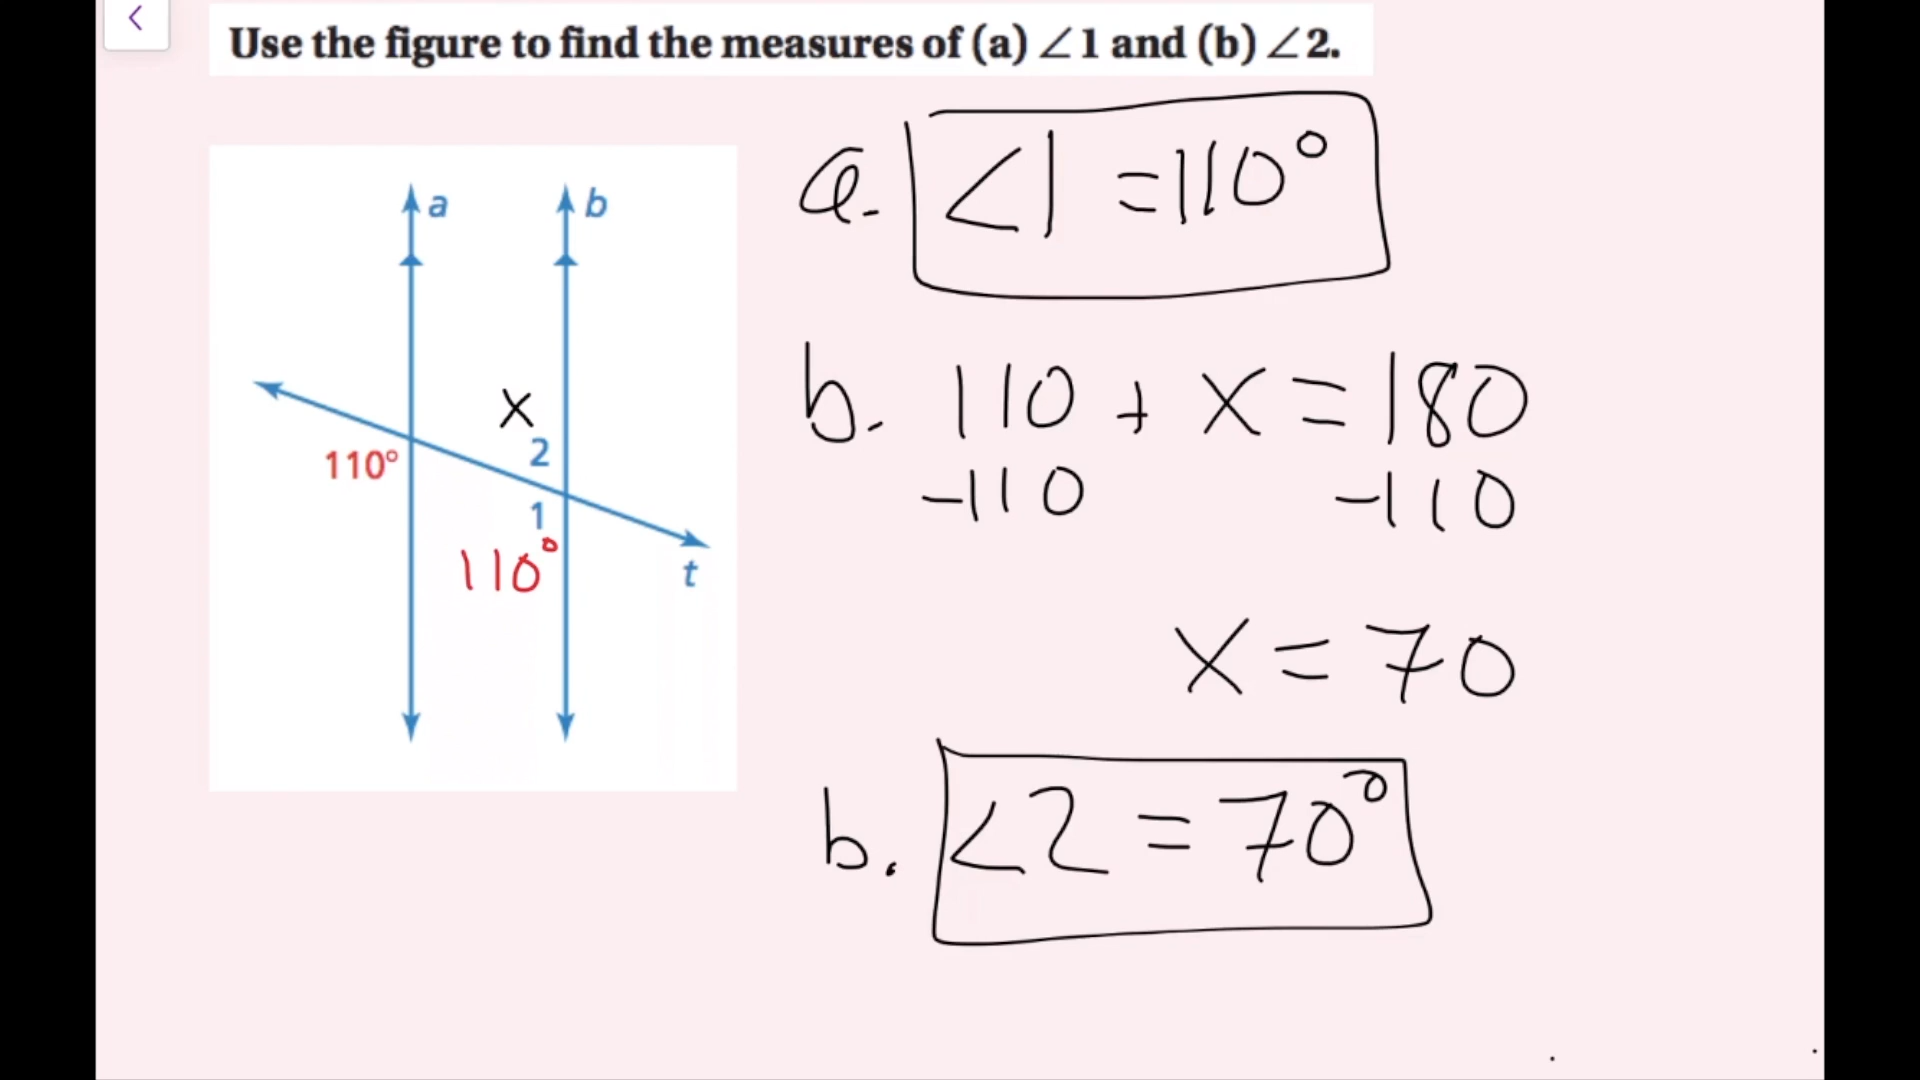 Use the figure to find the measures of (a) ∠1 and (b) ∠2.
a b
a. ∠1 = 110°
x
2
110°
1
110°
t
b. 110 + x = 180
-110 -110
x = 70
b. ∠2 = 70°